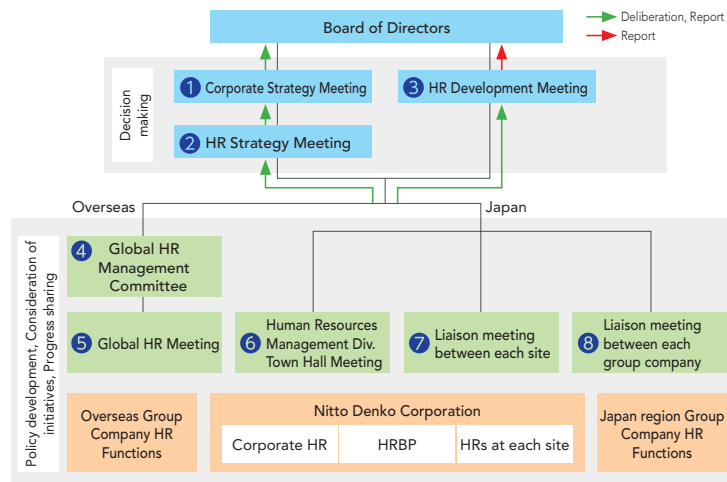 Board of Directors
Deliberation, Report
Report
Decision
making
1 Corporate Strategy Meeting
3 HR Development Meeting
2 HR Strategy Meeting
Overseas
Japan
Policy development, Consideration of
initiatives, Progress sharing
4 Global HR
Management
Committee
5 Global HR Meeting
6 Human Resources
Management Div.
Town Hall Meeting
7 Liaison meeting
between each site
8 Liaison meeting
between each
group company
Overseas Group
Company HR
Functions
Nitto Denko Corporation
Corporate HR
HRBP
HRs at each site
Japan region Group
Company HR
Functions